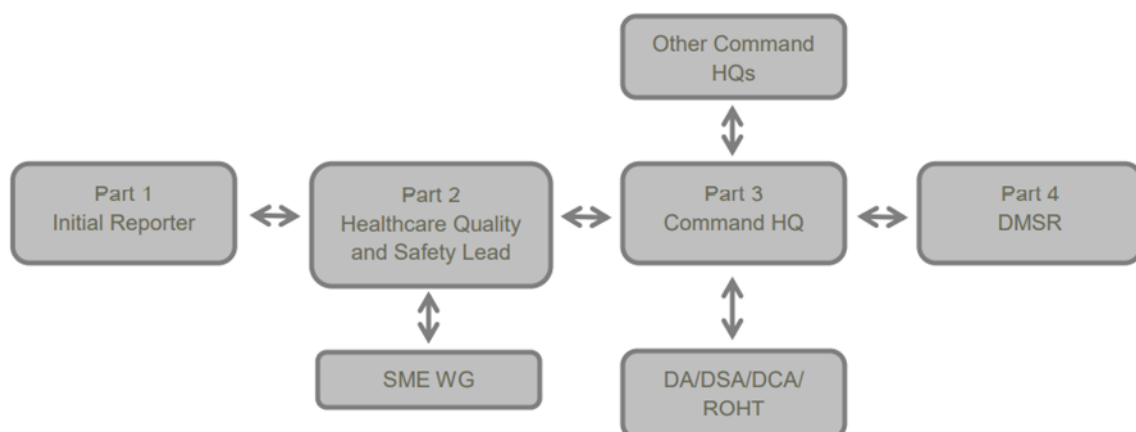 Other Command
HQs
Part 1
Initial Reporter
Part 2
Healthcare Quality
and Safety Lead
Part 3
Command HQ
Part 4
DMSR
SME WG
DA/DSA/DCA/
ROHT